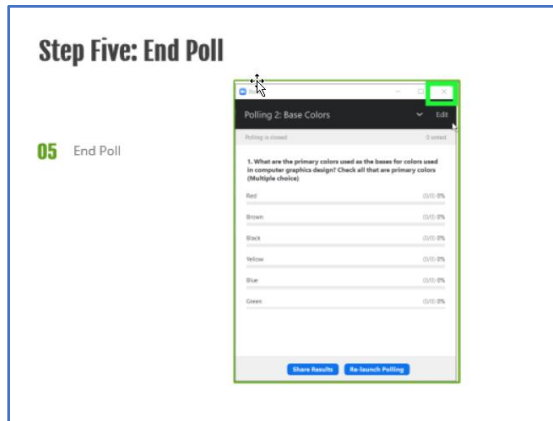 Step Five: End Poll
Polling 2: Base Colors
Edit
Polling is closed
0 voted
05 End Poll
1. What are the primary colors used as the bases for colors used
in computer graphics design? Check all that are primary colors
(Multiple choice)
Red (0/0) 0%
Brown (0/0) 0%
Black (0/0) 0%
Yellow (0/0) 0%
Blue (0/0) 0%
Green (0/0) 0%
Share Results
Re-launch Polling